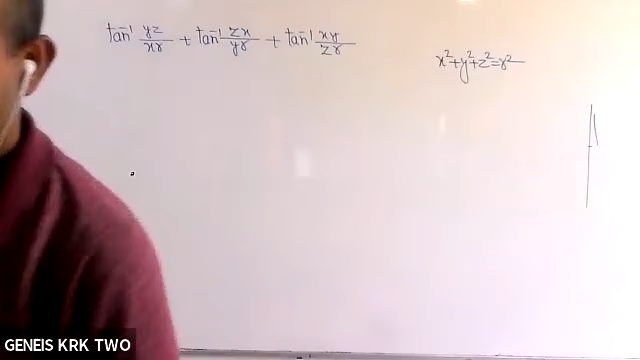 tan⁻¹ yz/xr + tan⁻¹ zx/yr + tan⁻¹ xy/zr
x²+y²+z²=r²
GENEIS KRK TWO